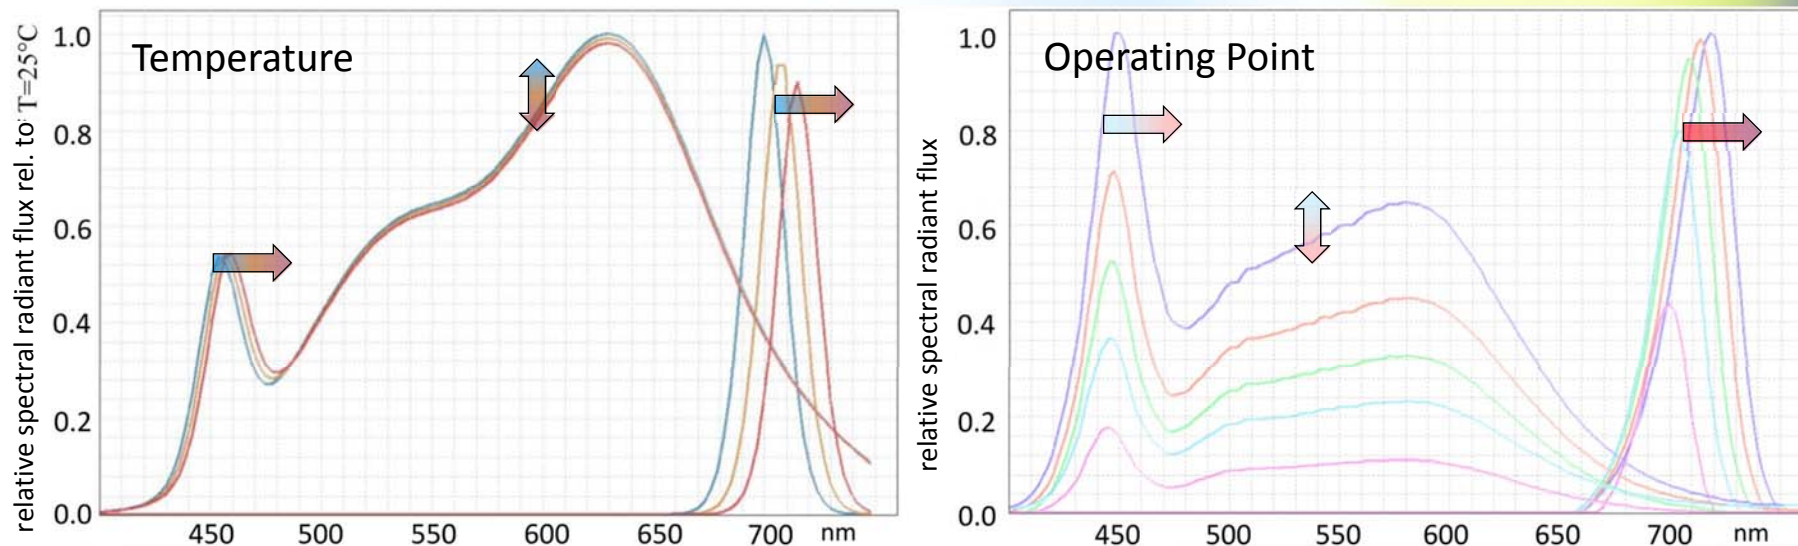 Temperature
relative spectral radiant flux rel. to T=25°C
1.0
0.8
0.6
0.4
0.2
0.0
450 500 550 600 650 700 nm
Operating Point
relative spectral radiant flux
1.0
0.8
0.6
0.4
0.2
0.0
450 500 550 600 650 700 nm